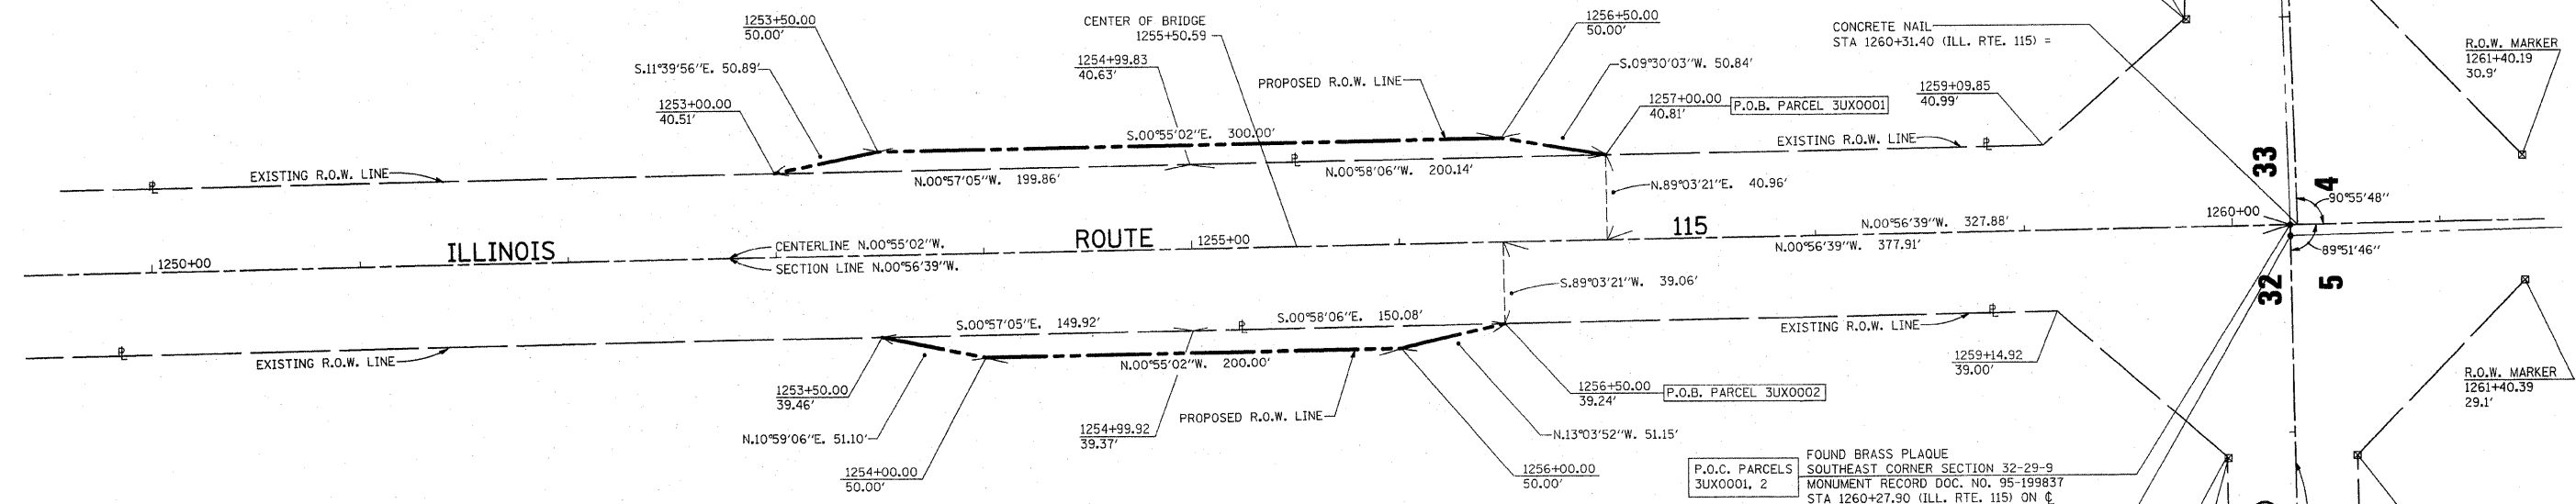 1253+50.00
50.00'
S.11°39'56"E. 50.89'
1253+00.00
40.51'
CENTER OF BRIDGE
1255+50.59
1254+99.83
40.63'
PROPOSED R.O.W. LINE
1256+50.00
50.00'
S.09°30'03"W. 50.84'
1257+00.00
40.81'
P.O.B. PARCEL 3UX0001
CONCRETE NAIL
STA 1260+31.40 (ILL. RTE. 115) =
1259+09.85
40.99'
R.O.W. MARKER
1261+40.19
30.9'
S.00°55'02"E. 300.00'
EXISTING R.O.W. LINE
EXISTING R.O.W. LINE
N.00°57'05"W. 199.86'
N.00°58'06"W. 200.14'
N.89°03'21"E. 40.96'
33
4
90°55'48"
ILLINOIS ROUTE 115
1250+00
CENTERLINE N.00°55'02"W.
SECTION LINE N.00°56'39"W.
1255+00
N.00°56'39"W. 327.88'
N.00°56'39"W. 377.91'
1260+00
89°51'46"
32
5
S.89°03'21"W. 39.06'
S.00°57'05"E. 149.92'
S.00°58'06"E. 150.08'
EXISTING R.O.W. LINE
EXISTING R.O.W. LINE
N.00°55'02"W. 200.00'
1253+50.00
39.46'
N.10°59'06"E. 51.10'
1254+00.00
50.00'
1254+99.92
39.37'
PROPOSED R.O.W. LINE
1256+50.00
39.24'
P.O.B. PARCEL 3UX0002
N.13°03'52"W. 51.15'
1256+00.00
50.00'
1259+14.92
39.00'
R.O.W. MARKER
1261+40.39
29.1'
P.O.C. PARCELS
3UX0001, 2
FOUND BRASS PLAQUE
SOUTHEAST CORNER SECTION 32-29-9
MONUMENT RECORD DOC. NO. 95-199837
STA 1260+27.90 (ILL. RTE. 115) ON ℄